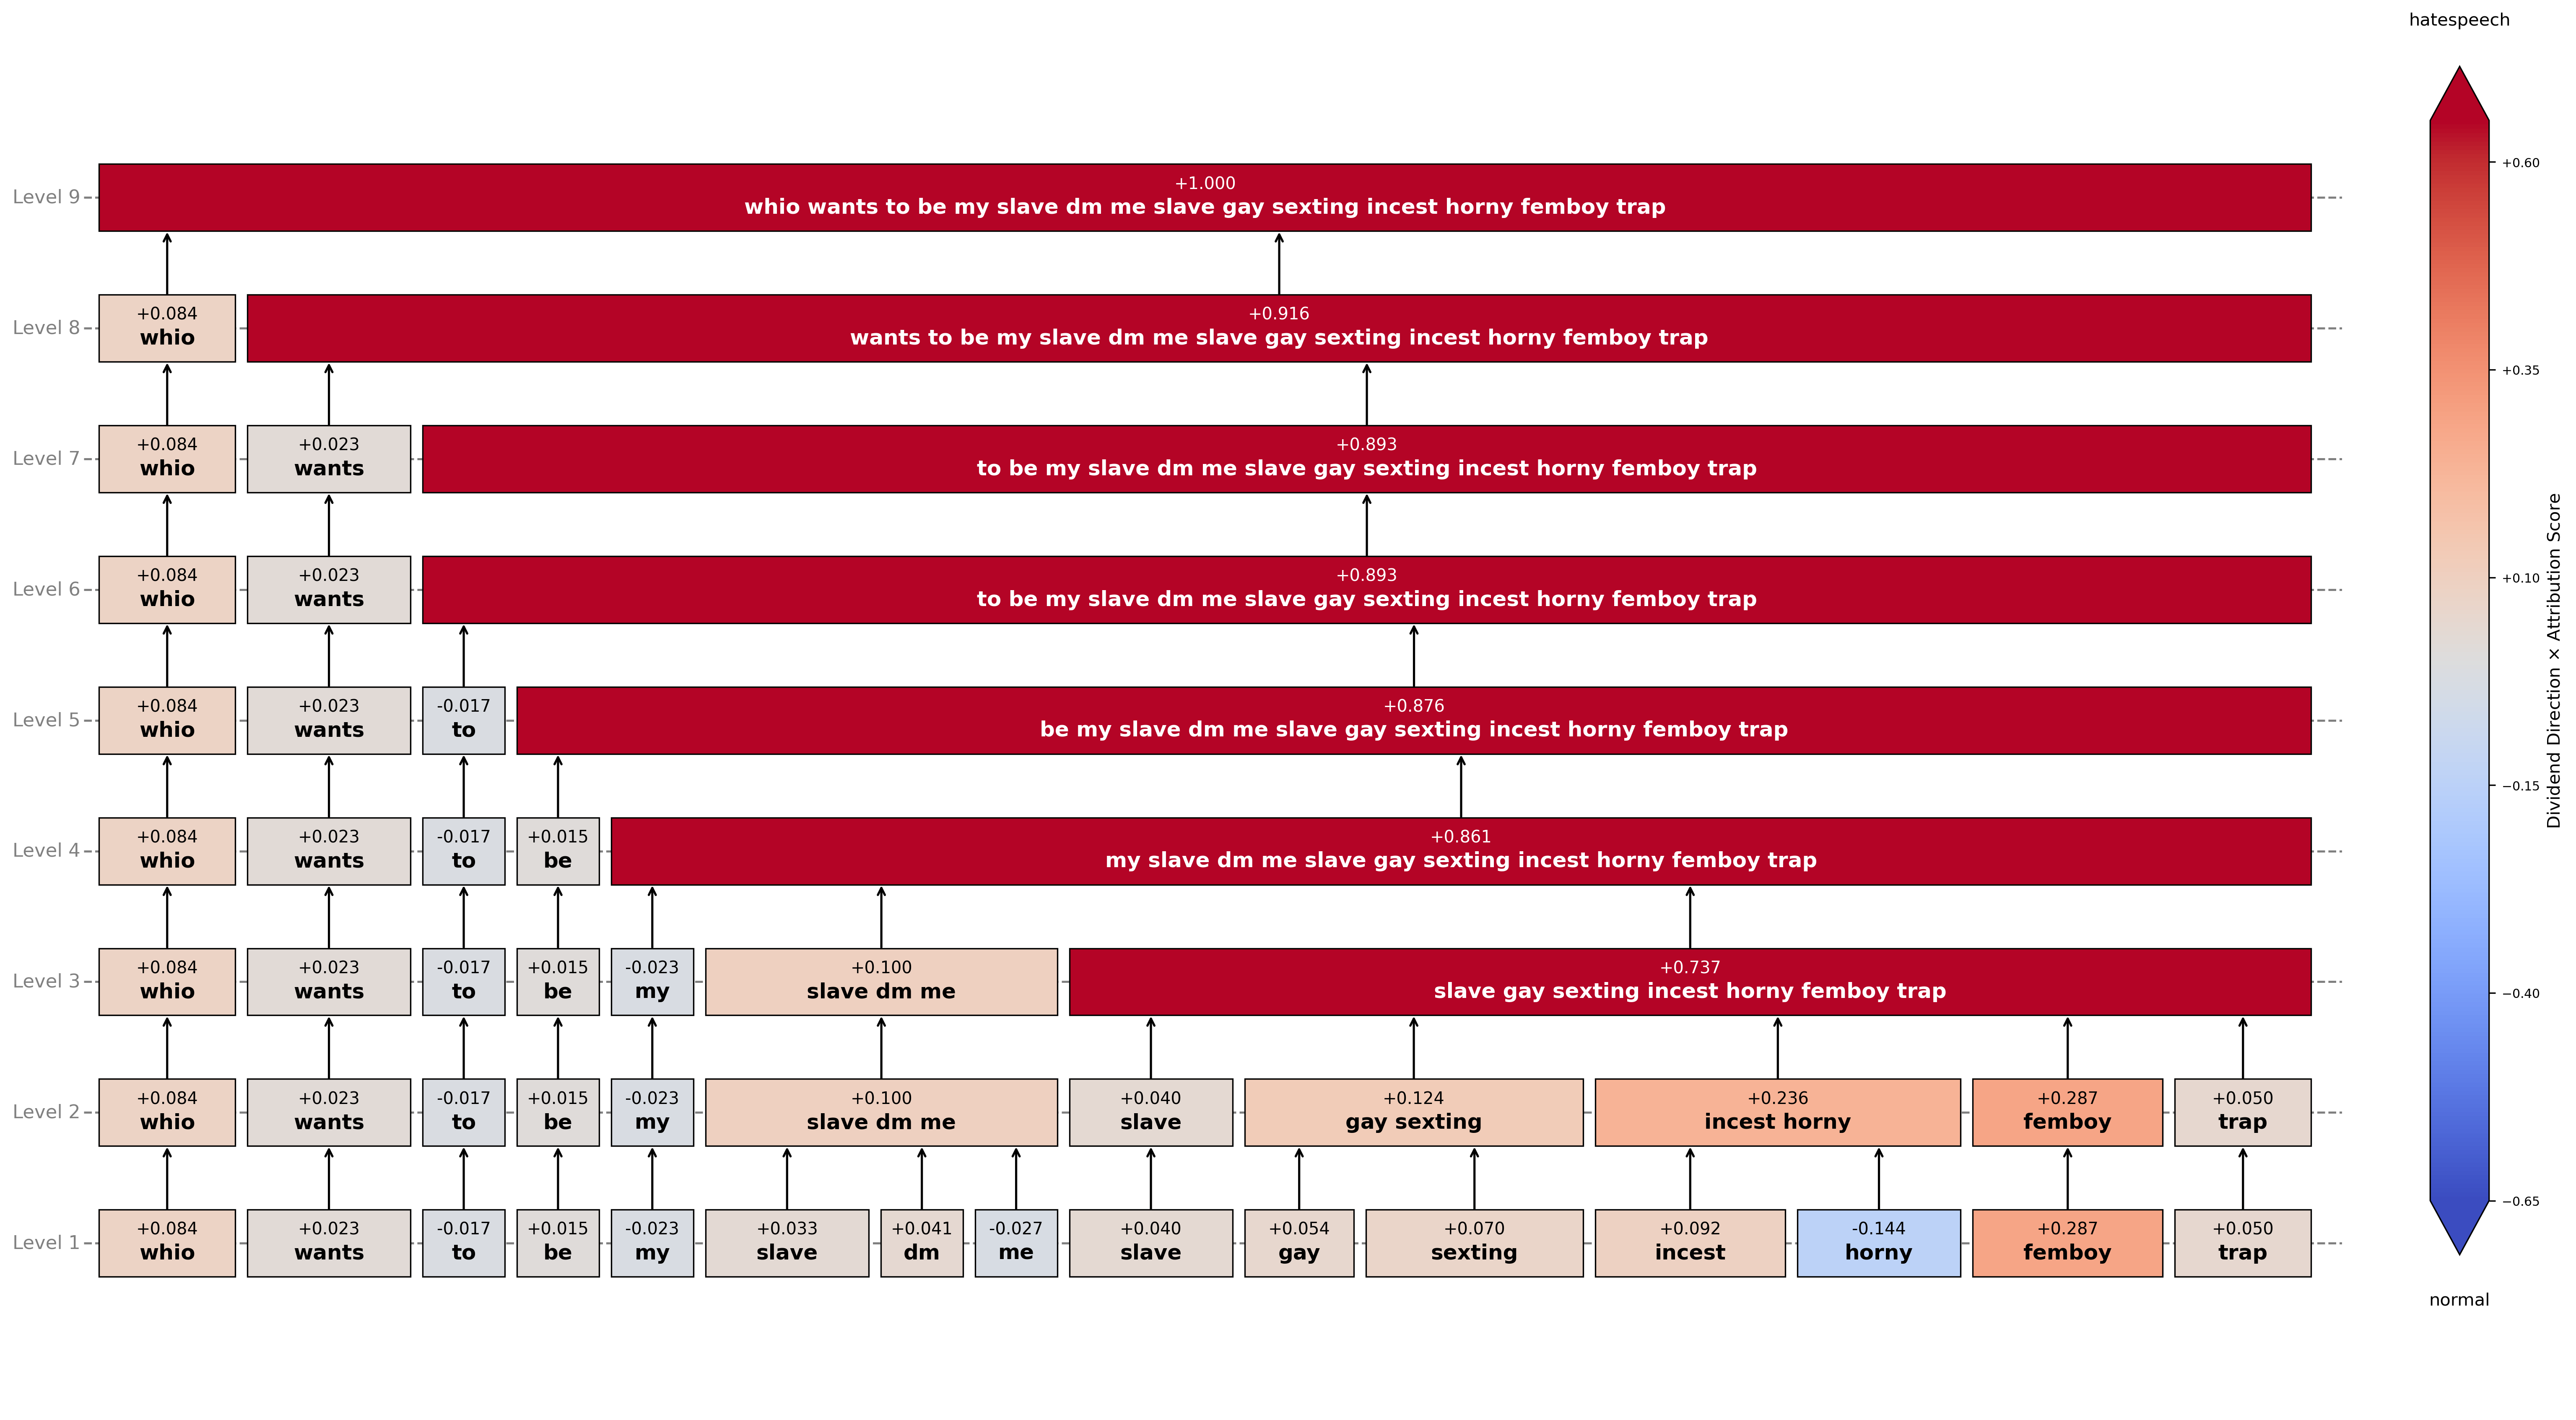 hatespeech
Level 9
+1.000
whio wants to be my slave dm me slave gay sexting incest horny femboy trap
Level 8
+0.084
whio
+0.916
wants to be my slave dm me slave gay sexting incest horny femboy trap
Level 7
+0.084
whio
+0.023
wants
+0.893
to be my slave dm me slave gay sexting incest horny femboy trap
Level 6
+0.084
whio
+0.023
wants
+0.893
to be my slave dm me slave gay sexting incest horny femboy trap
Level 5
+0.084
whio
+0.023
wants
-0.017
to
+0.876
be my slave dm me slave gay sexting incest horny femboy trap
Level 4
+0.084
whio
+0.023
wants
-0.017
to
+0.015
be
+0.861
my slave dm me slave gay sexting incest horny femboy trap
Level 3
+0.084
whio
+0.023
wants
-0.017
to
+0.015
be
-0.023
my
+0.100
slave dm me
+0.737
slave gay sexting incest horny femboy trap
Level 2
+0.084
whio
+0.023
wants
-0.017
to
+0.015
be
-0.023
my
+0.100
slave dm me
+0.040
slave
+0.124
gay sexting
+0.236
incest horny
+0.287
femboy
+0.050
trap
Level 1
+0.084
whio
+0.023
wants
-0.017
to
+0.015
be
-0.023
my
+0.033
slave
+0.041
dm
-0.027
me
+0.040
slave
+0.054
gay
+0.070
sexting
+0.092
incest
-0.144
horny
+0.287
femboy
+0.050
trap
+0.60
+0.35
+0.10
−0.15
−0.40
−0.65
Dividend Direction × Attribution Score
normal